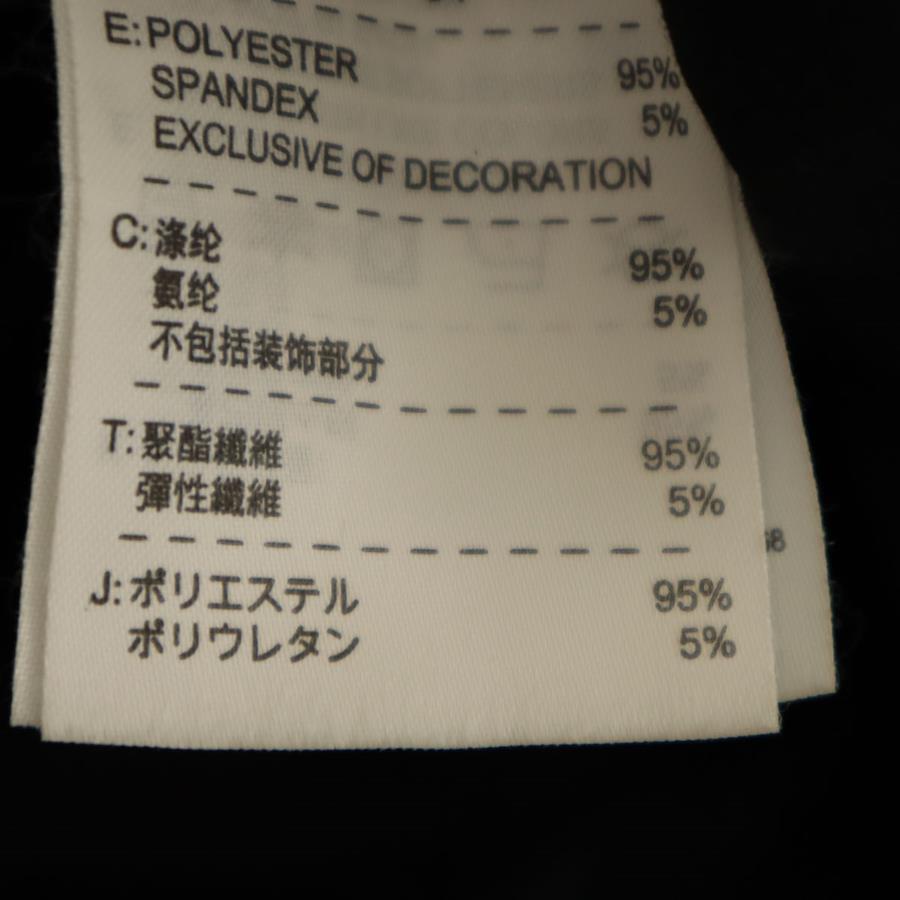 E: POLYESTER 95%
SPANDEX 5%
EXCLUSIVE OF DECORATION
C: 涤纶 95%
氨纶 5%
不包括装饰部分
T: 聚酯纖維 95%
彈性纖維 5%
J: ポリエステル 95%
ポリウレタン 5%